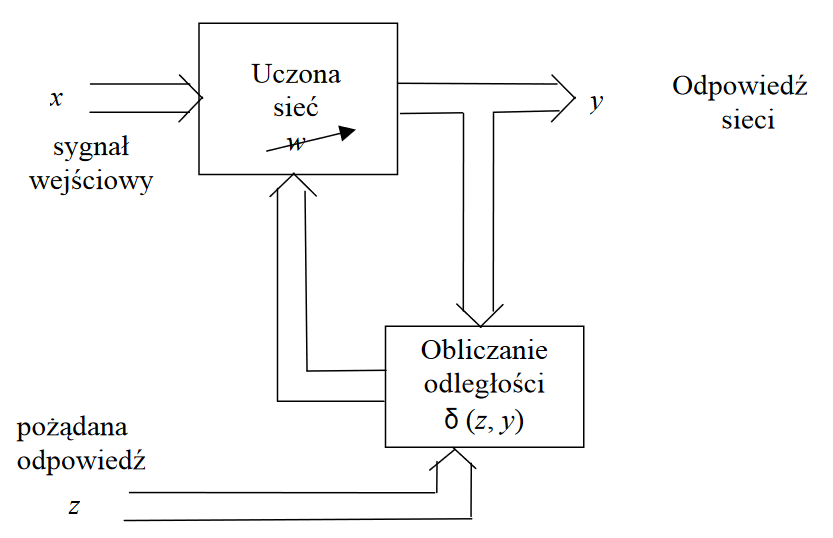 Uczona
sieć
w
x
sygnał
wejściowy
y
Odpowiedź
sieci
Obliczanie
odległości
δ (z, y)
pożądana
odpowiedź
z